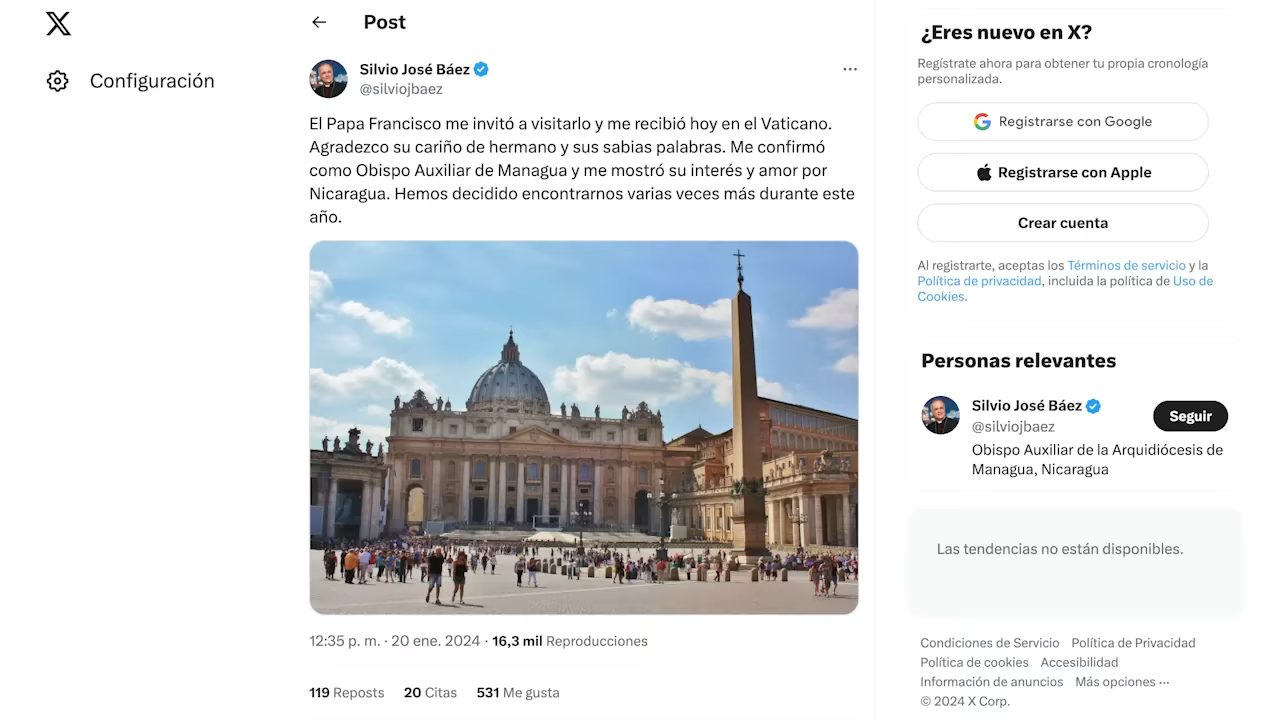 Configuración
Post
Silvio José Báez
@silviojbaez
El Papa Francisco me invitó a visitarlo y me recibió hoy en el Vaticano.
Agradezco su cariño de hermano y sus sabias palabras. Me confirmó
como Obispo Auxiliar de Managua y me mostró su interés y amor por
Nicaragua. Hemos decidido encontrarnos varias veces más durante este
año.
12:35 p. m. · 20 ene. 2024 · 16,3 mil Reproducciones
119 Reposts 20 Citas 531 Me gusta
¿Eres nuevo en X?
Regístrate ahora para obtener tu propia cronología
personalizada.
Registrarse con Google
Registrarse con Apple
Crear cuenta
Al registrarte, aceptas los Términos de servicio y la
Política de privacidad, incluida la política de Uso de
Cookies.
Personas relevantes
Silvio José Báez
@silviojbaez
Seguir
Obispo Auxiliar de la Arquidiócesis de
Managua, Nicaragua
Las tendencias no están disponibles.
Condiciones de Servicio Política de Privacidad
Política de cookies Accesibilidad
Información de anuncios Más opciones ···
© 2024 X Corp.